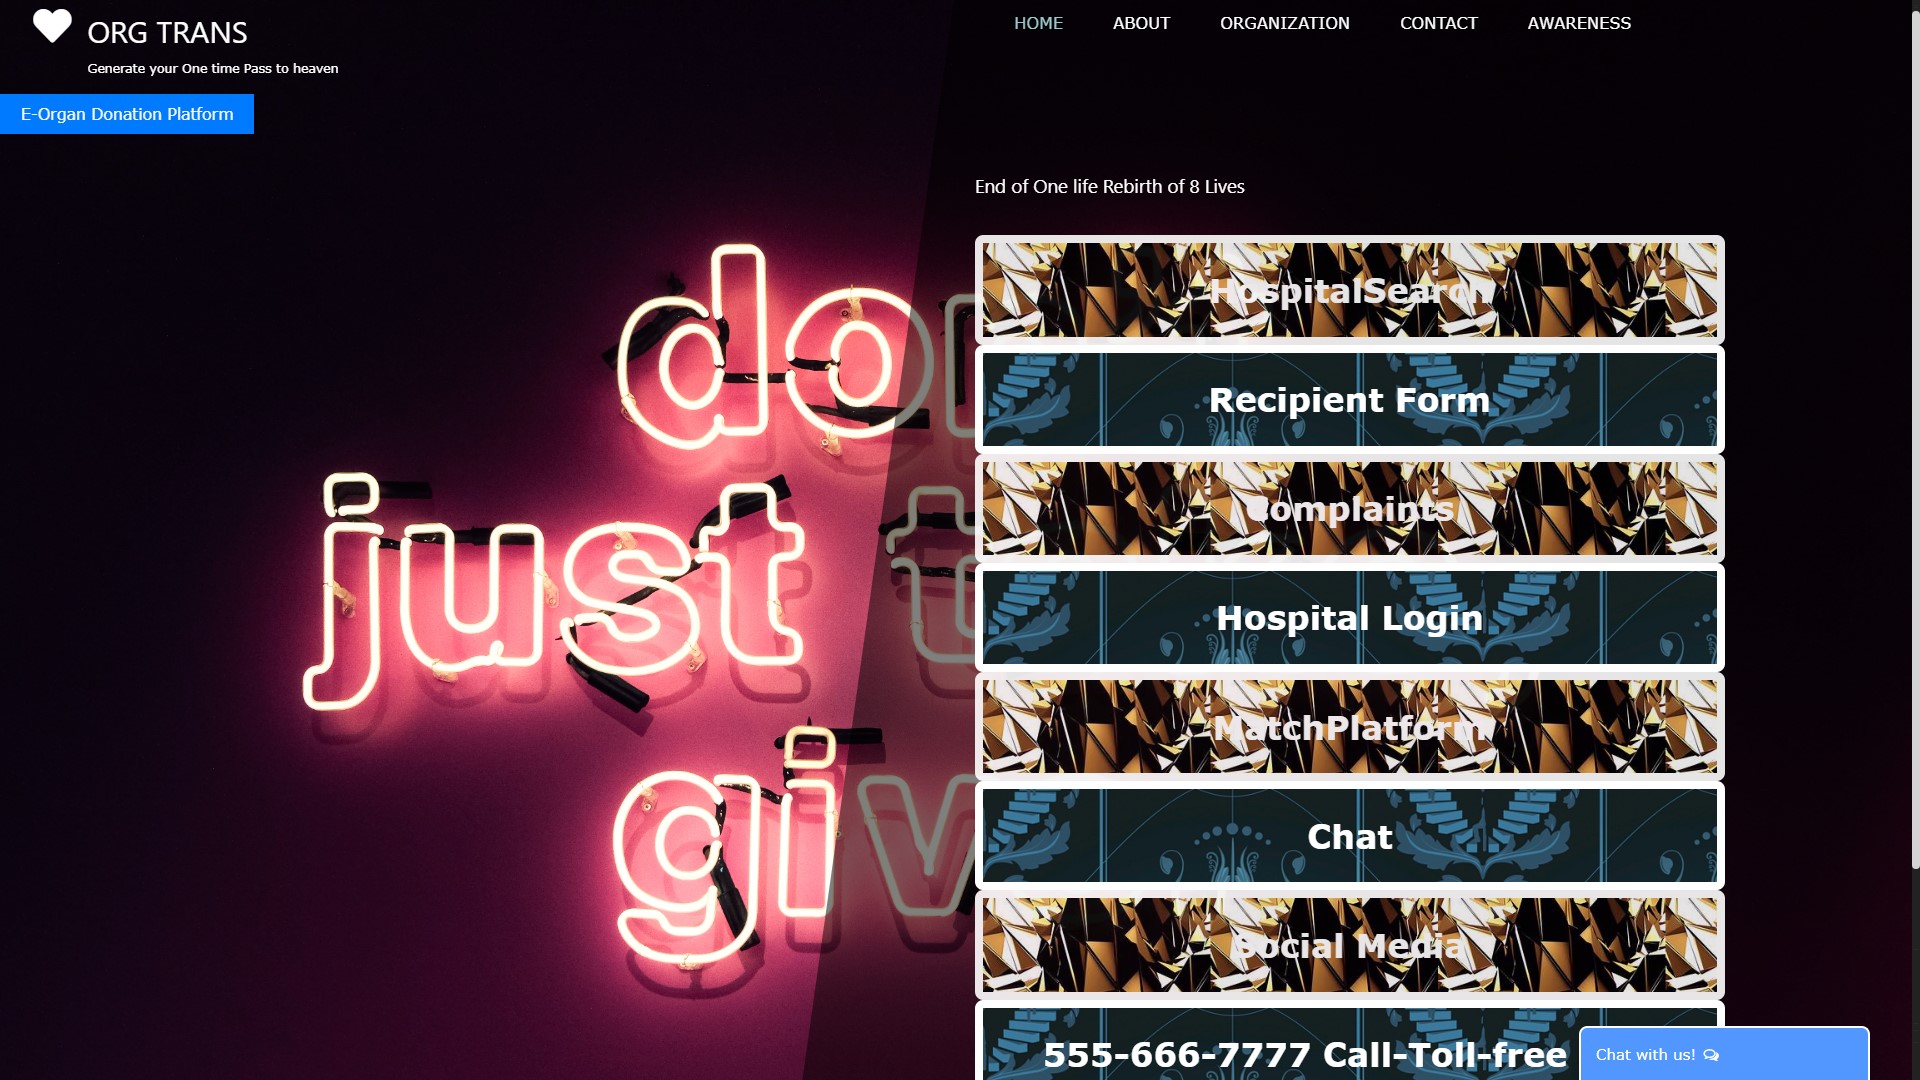 ORG TRANS
Generate your One time Pass to heaven
E-Organ Donation Platform
HOME ABOUT ORGANIZATION CONTACT AWARENESS
End of One life Rebirth of 8 Lives
HospitalSearch
Recipient Form
Complaints
Hospital Login
MatchPlatform
Chat
Social Media
555-666-7777 Call-Toll-free
Chat with us!
just
gi